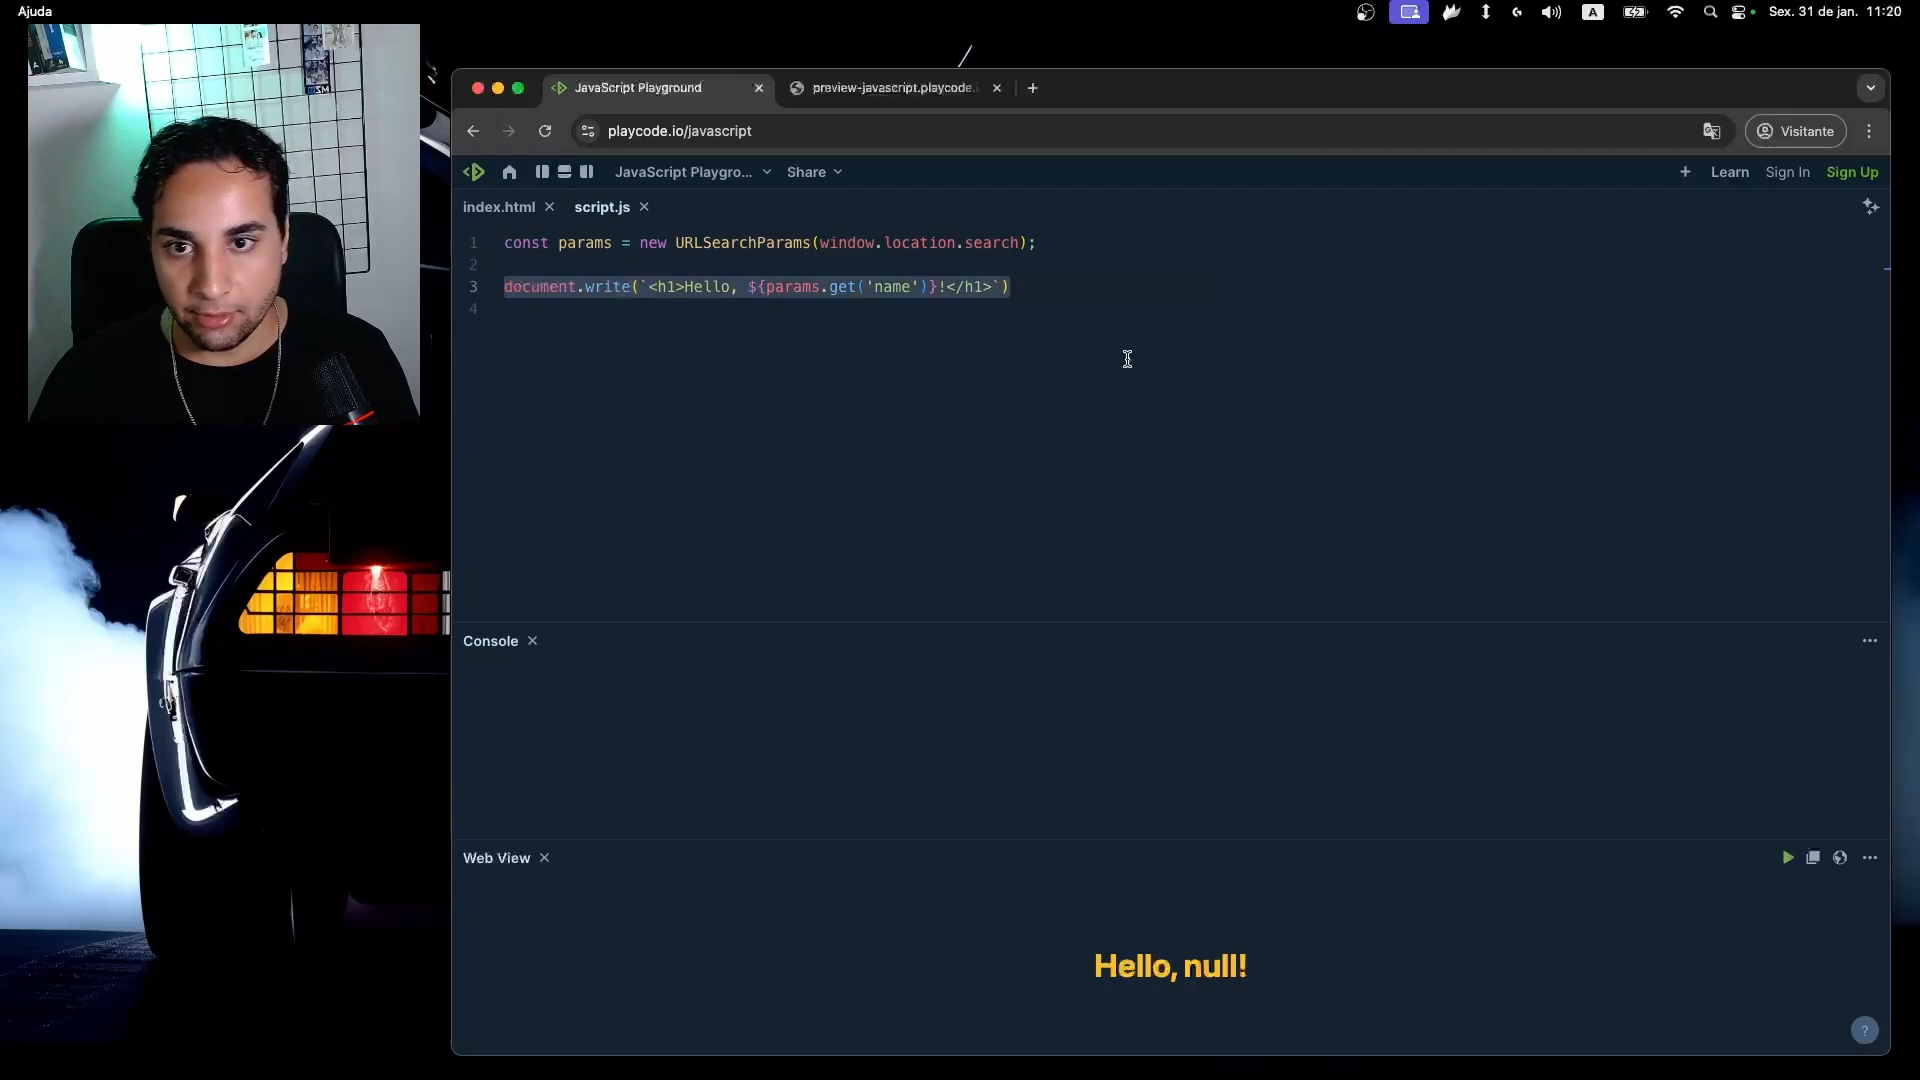 Ajuda
A
Sex. 31 de jan. 11:20
JavaScript Playground
preview-javascript.playcode.i
playcode.io/javascript
Visitante
JavaScript Playgro...
Share
Learn
Sign In
Sign Up
index.html
script.js
1 const params = new URLSearchParams(window.location.search);
2
3 document.write(`<h1>Hello, ${params.get('name')}!</h1>`)
4
Console
Web View
Hello, null!
?